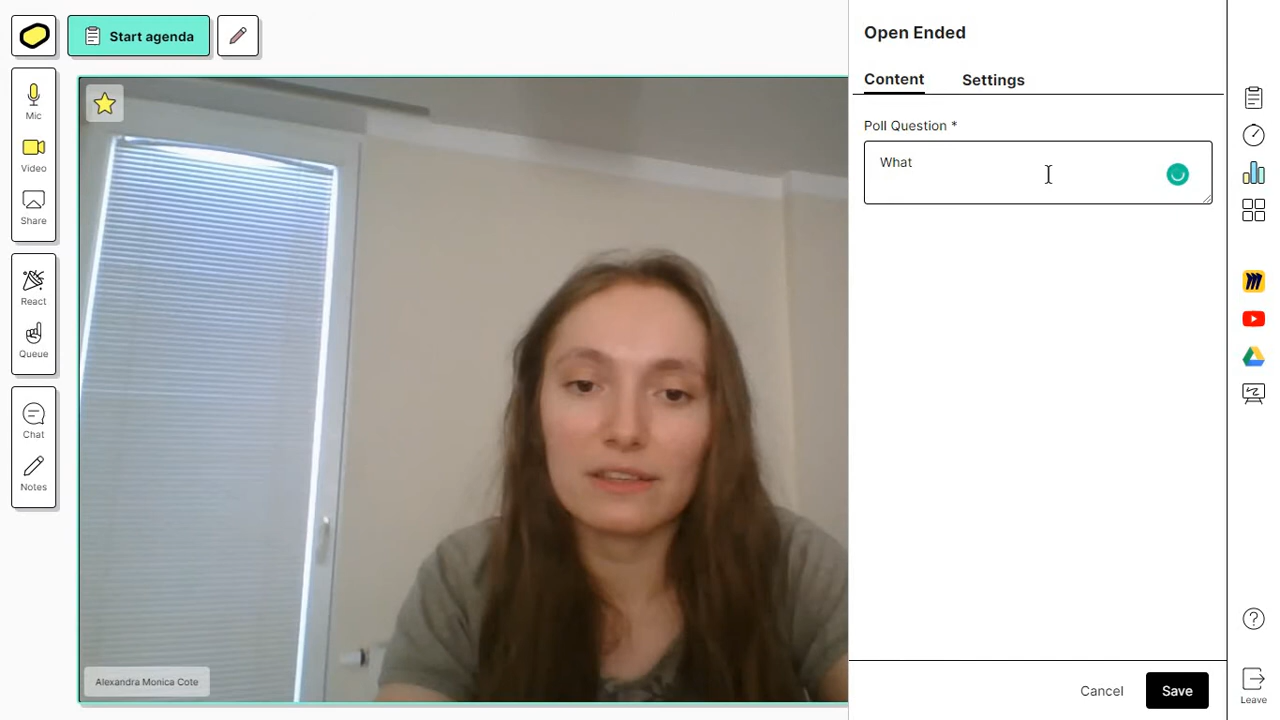 Start agenda
Open Ended
Content
Settings
Mic
Poll Question *
Video
What
Share
React
Queue
Chat
Notes
Alexandra Monica Cote
Cancel
Save
Leave